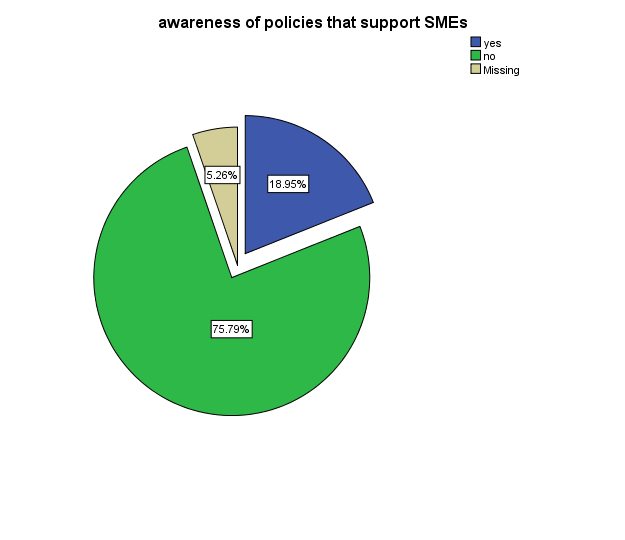 awareness of policies that support SMEs
yes
no
Missing
5.26%
18.95%
75.79%